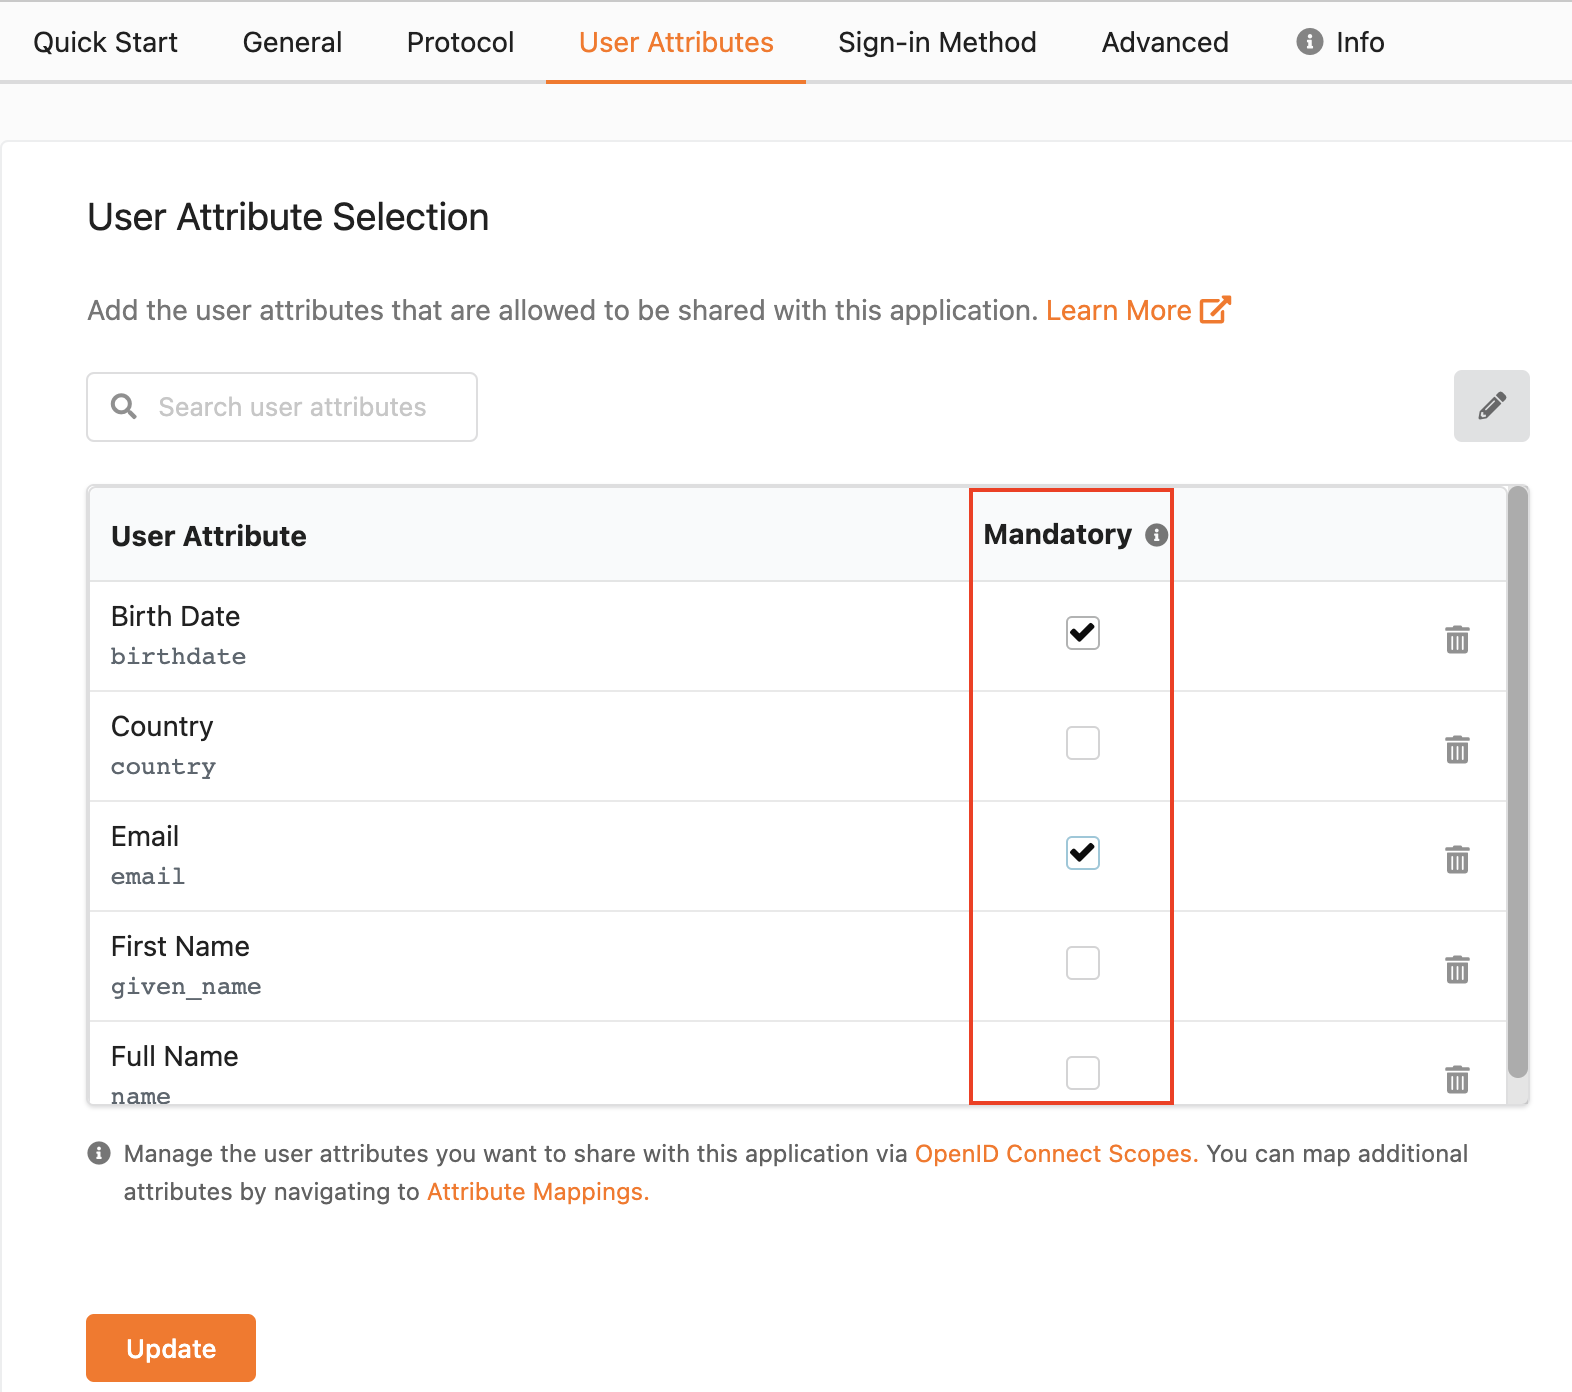 Quick Start General Protocol User Attributes Sign-in Method Advanced Info
User Attribute Selection
Add the user attributes that are allowed to be shared with this application. Learn More
Search user attributes
User Attribute Mandatory
Birth Date
birthdate
Country
country
Email
email
First Name
given_name
Full Name
name
Manage the user attributes you want to share with this application via OpenID Connect Scopes. You can map additional
attributes by navigating to Attribute Mappings.
Update